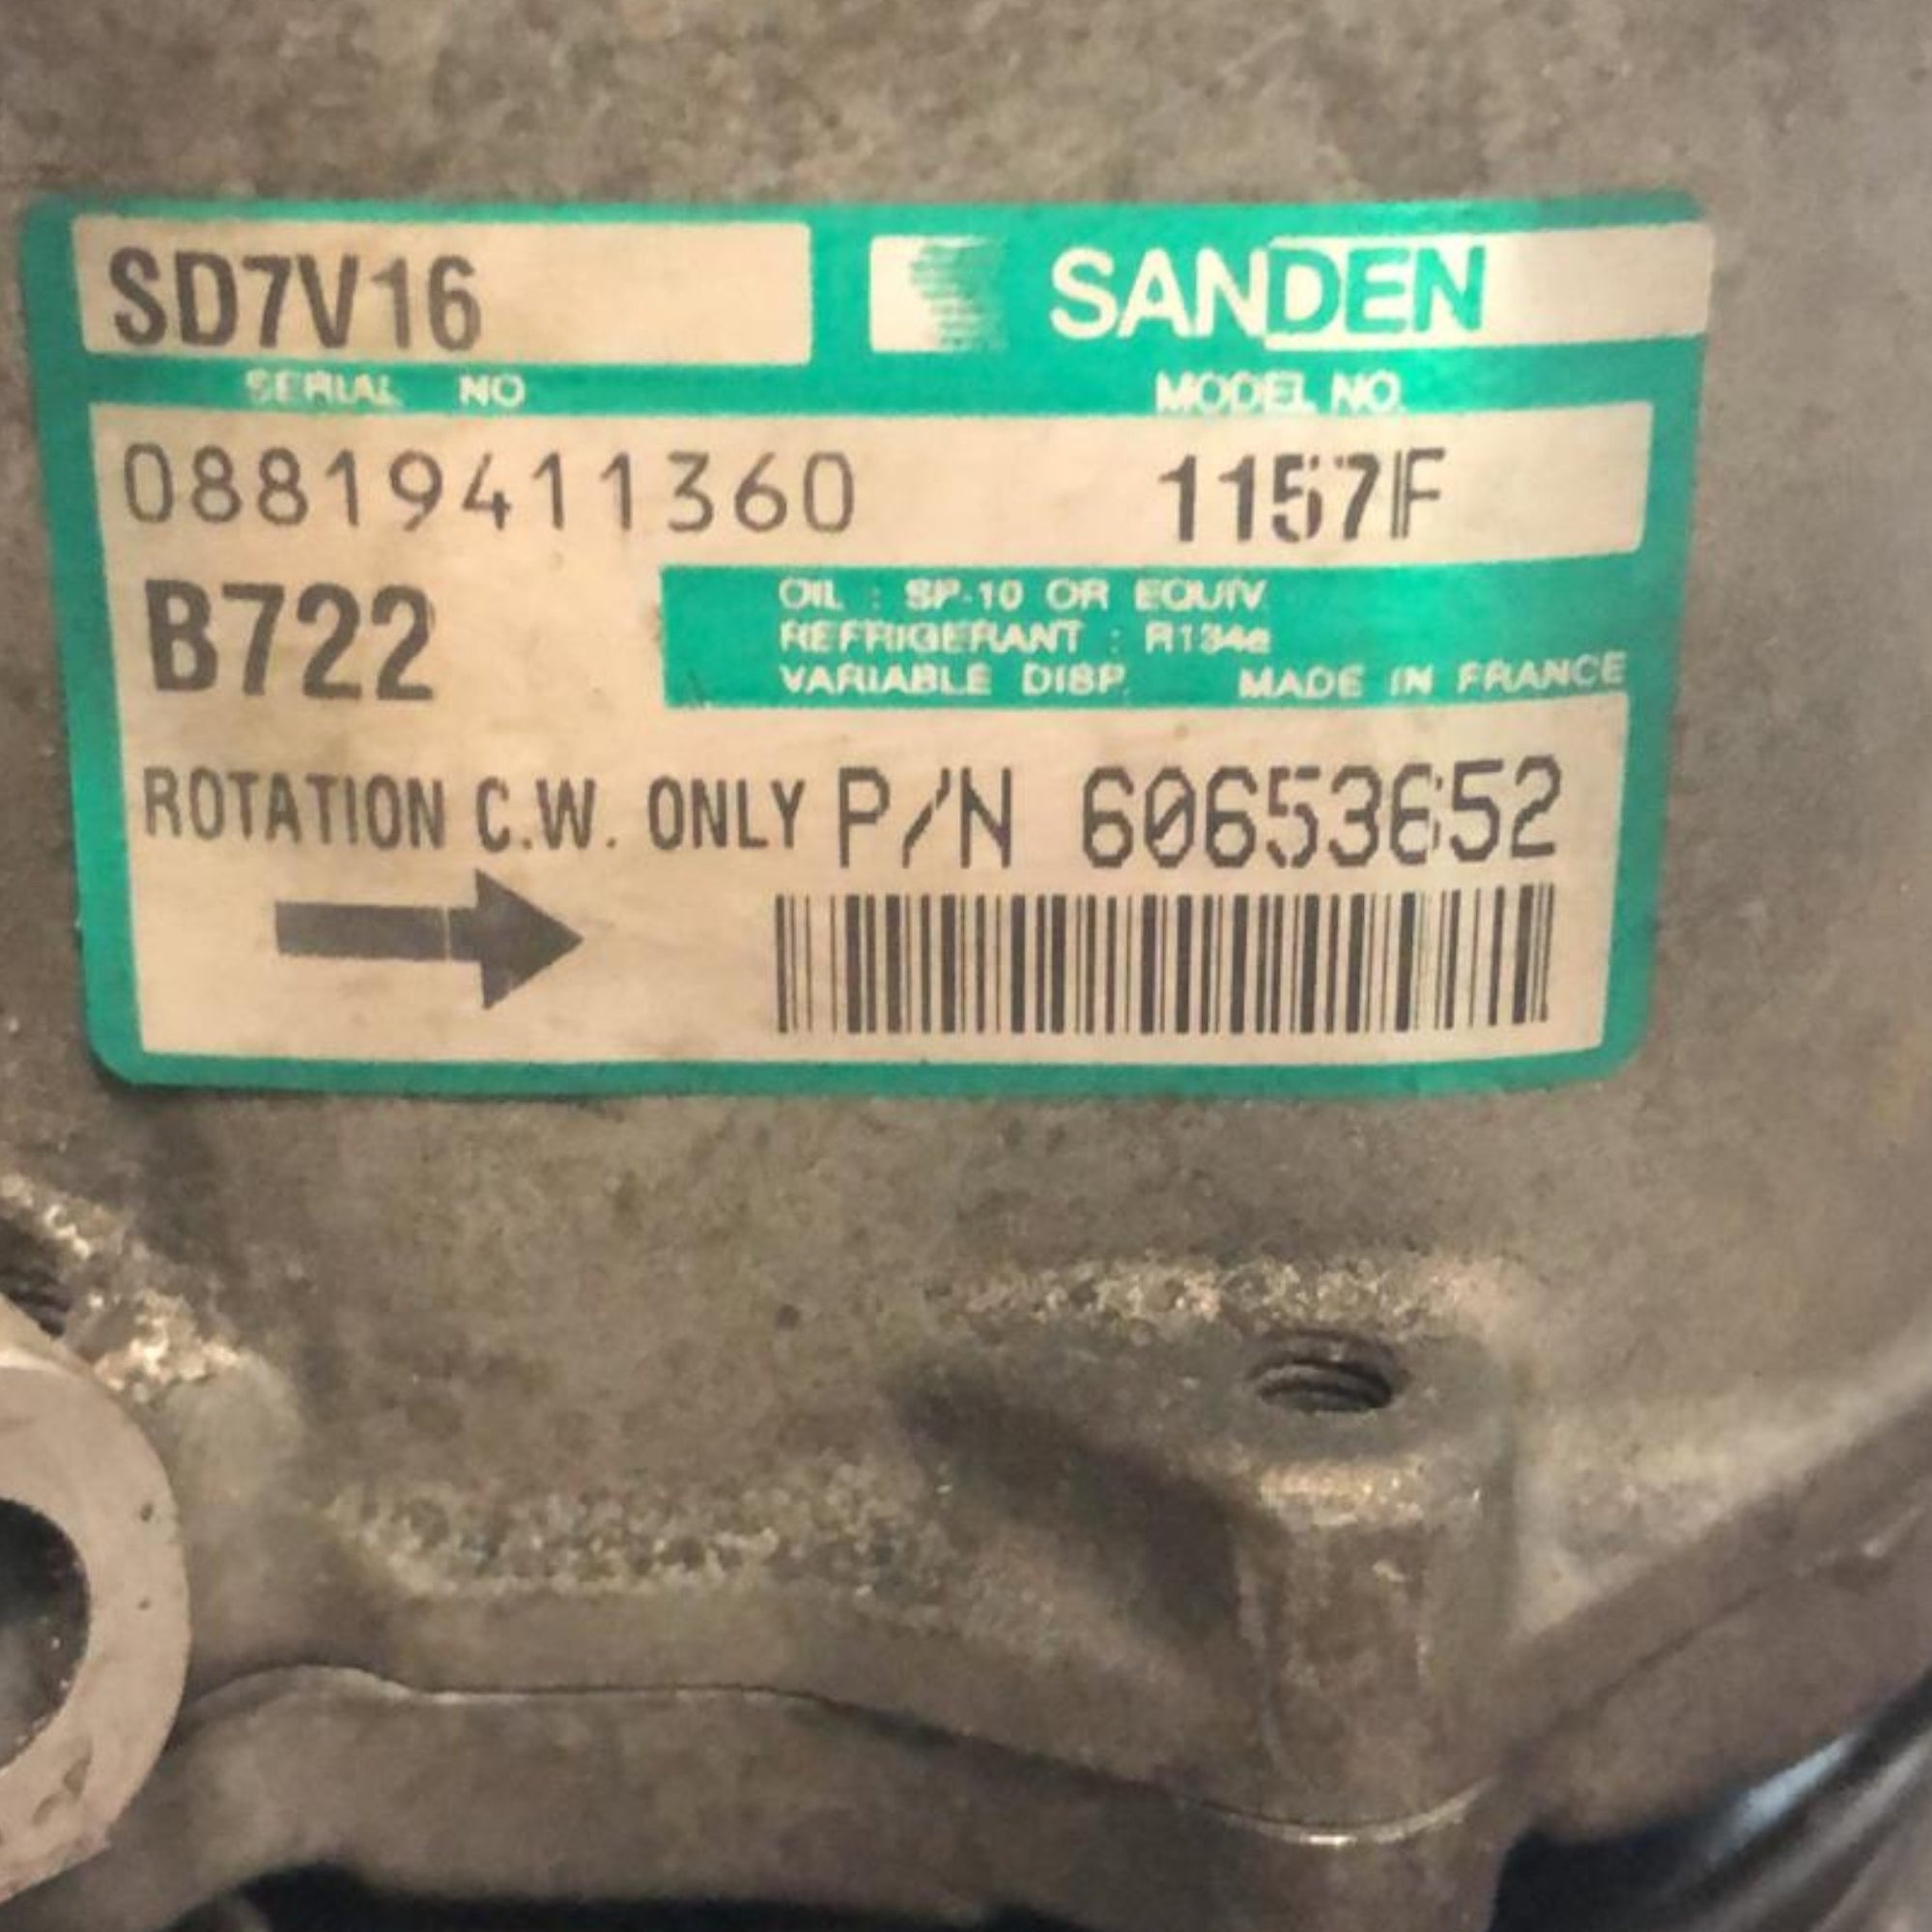 SD7V16
SANDEN
SERIAL NO
MODEL NO.
08819411360
1157F
B722
OIL : SP-10 OR EQUIV.
REFRIGERANT : R134a
VARIABLE DISP.
MADE IN FRANCE
ROTATION C.W. ONLY
P/N 60653652